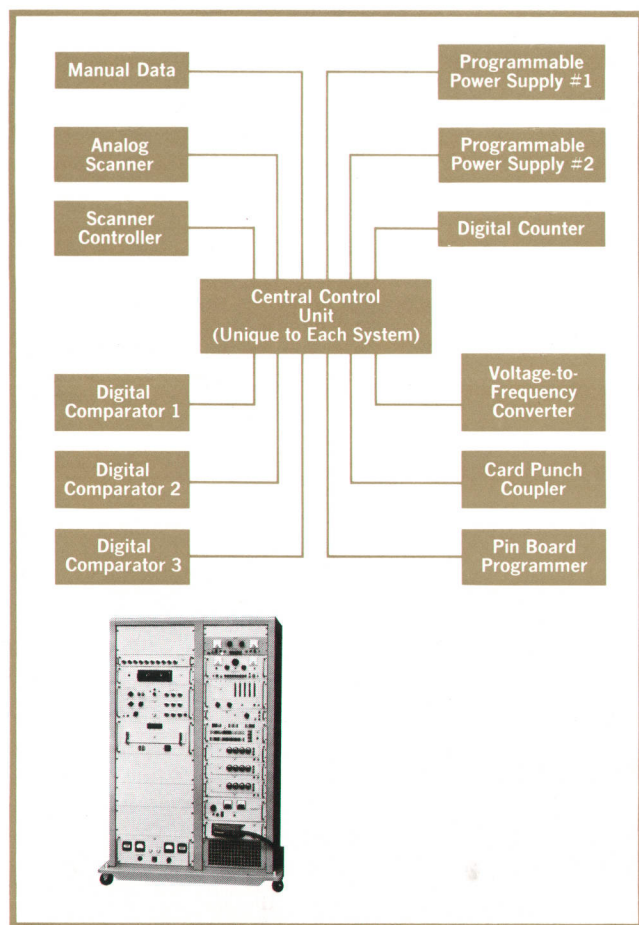 Manual Data
Programmable
Power Supply #1
Analog
Scanner
Programmable
Power Supply #2
Scanner
Controller
Digital Counter
Central Control
Unit
(Unique to Each System)
Digital
Comparator 1
Voltage-to-
Frequency
Converter
Digital
Comparator 2
Card Punch
Coupler
Digital
Comparator 3
Pin Board
Programmer